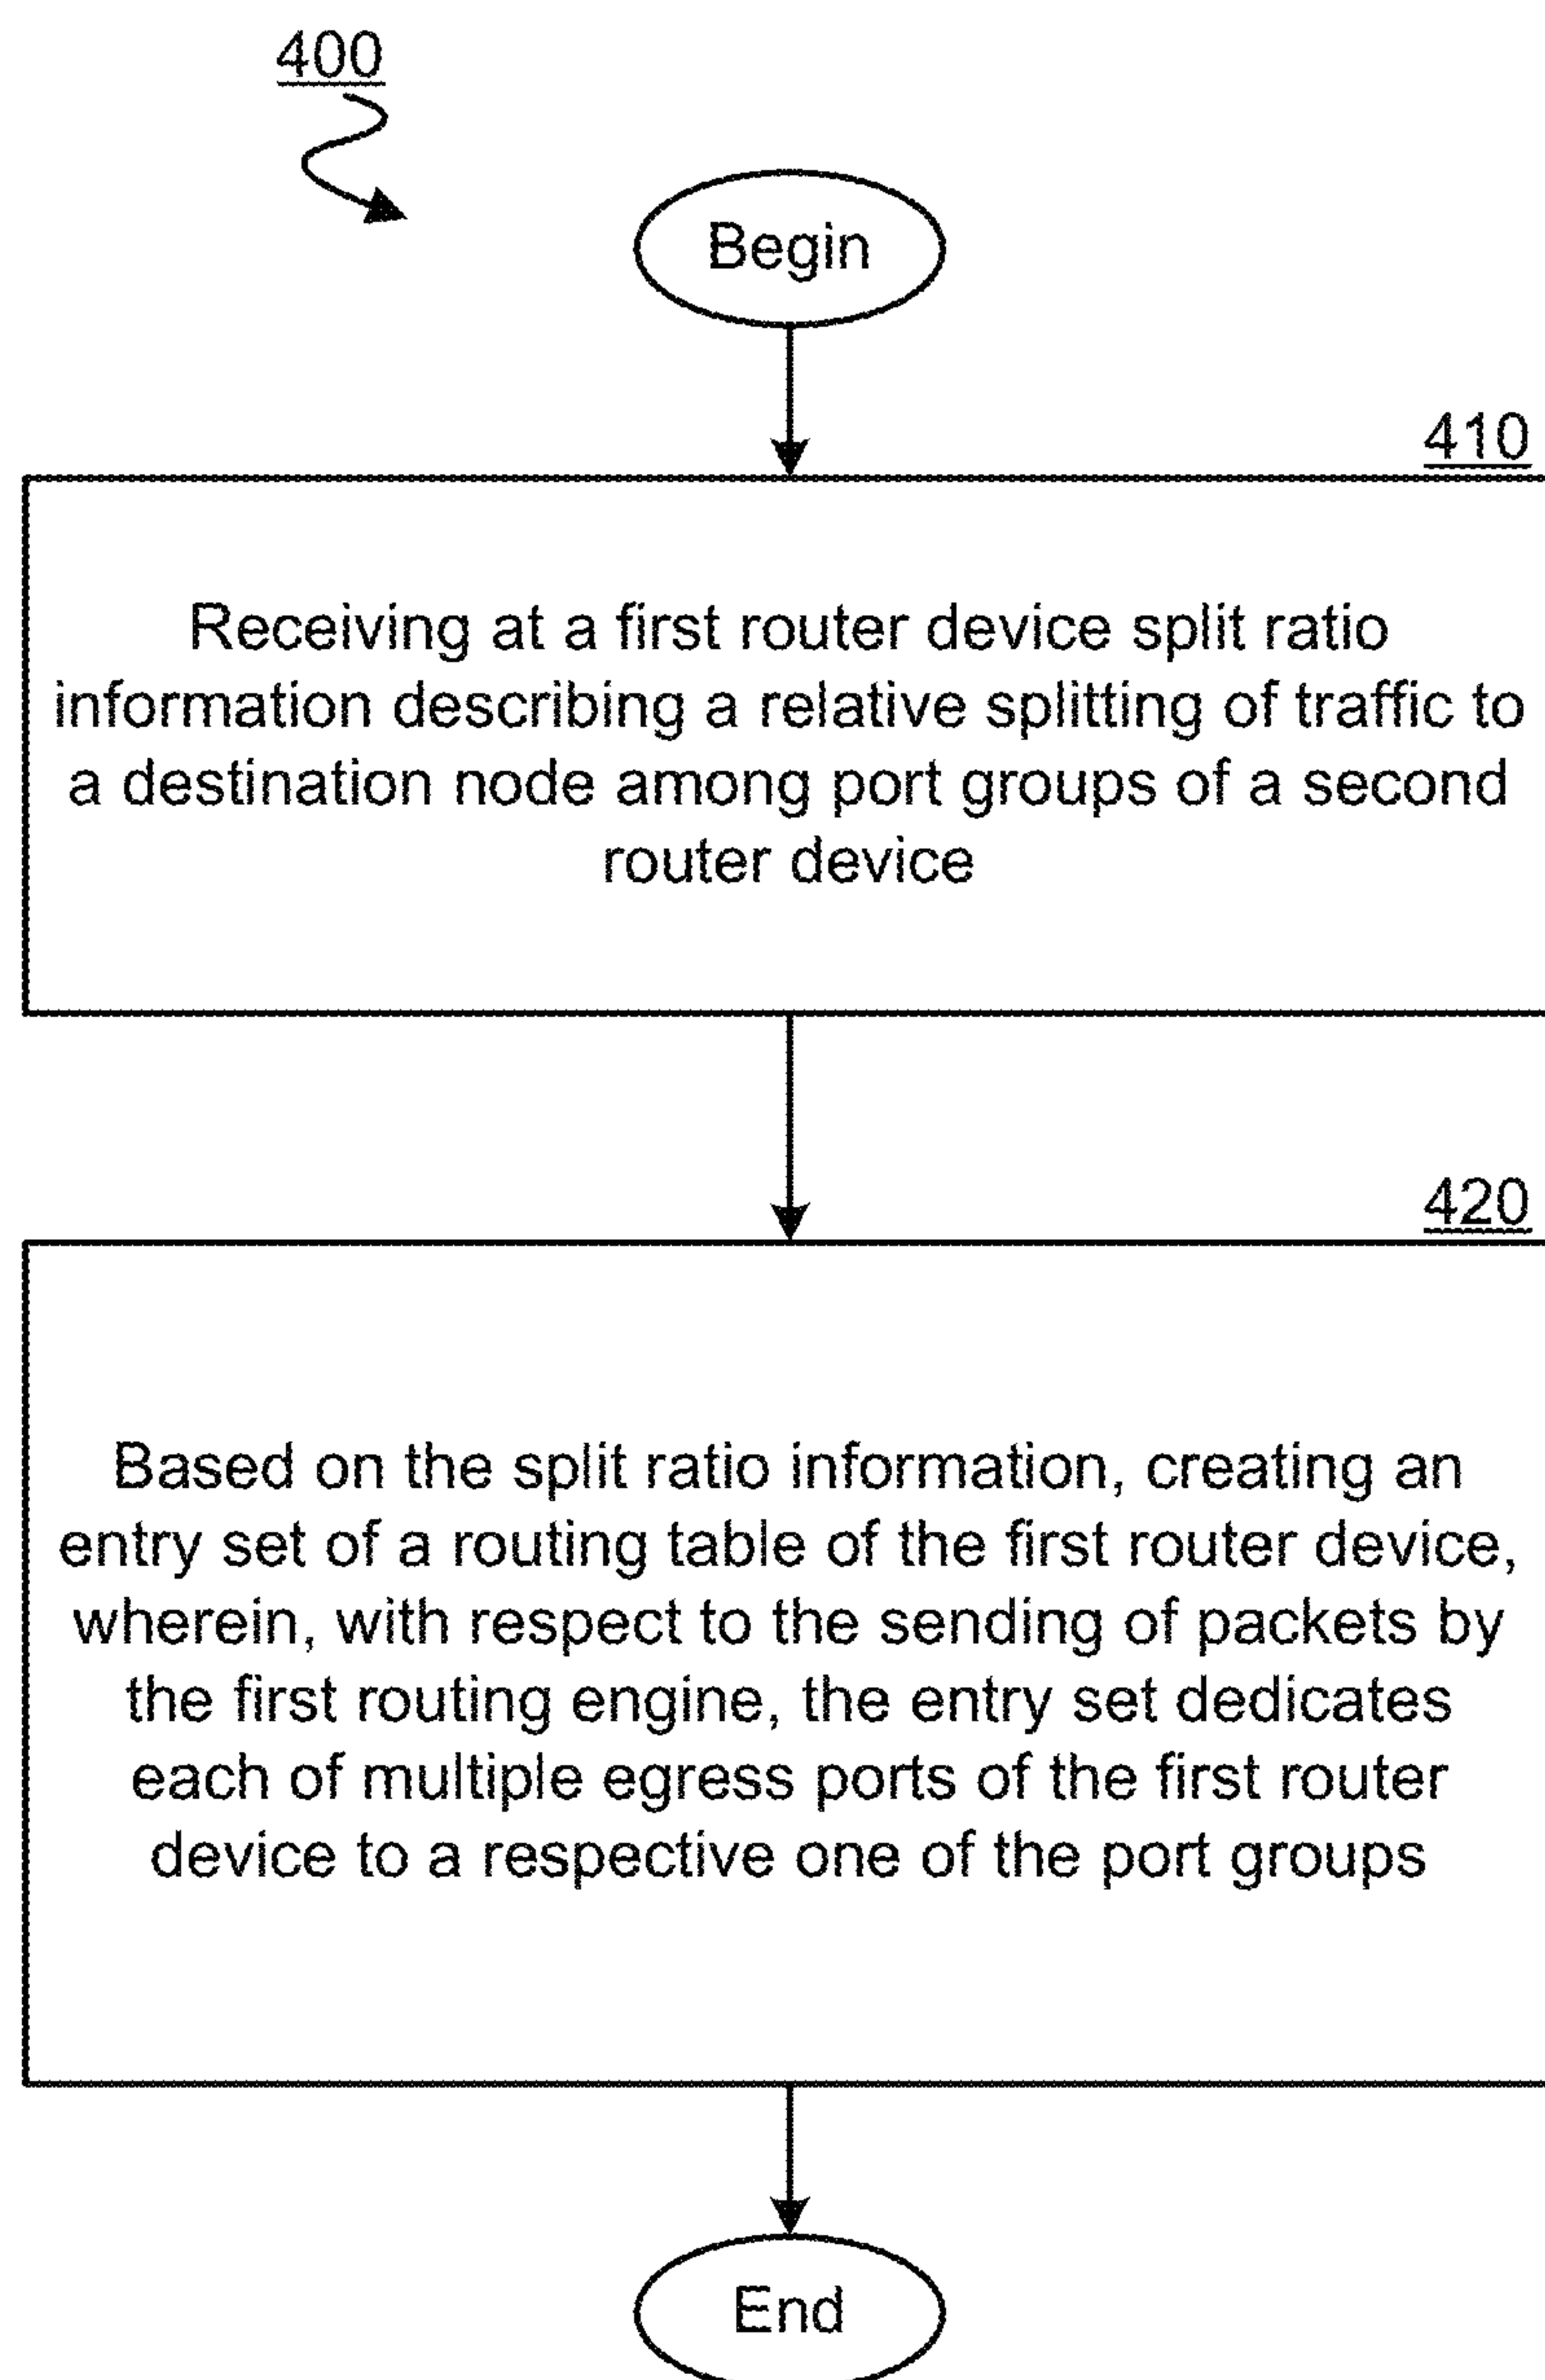 400
Begin
410
Receiving at a first router device split ratio
information describing a relative splitting of traffic to
a destination node among port groups of a second
router device
420
Based on the split ratio information, creating an
entry set of a routing table of the first router device,
wherein, with respect to the sending of packets by
the first routing engine, the entry set dedicates
each of multiple egress ports of the first router
device to a respective one of the port groups
End